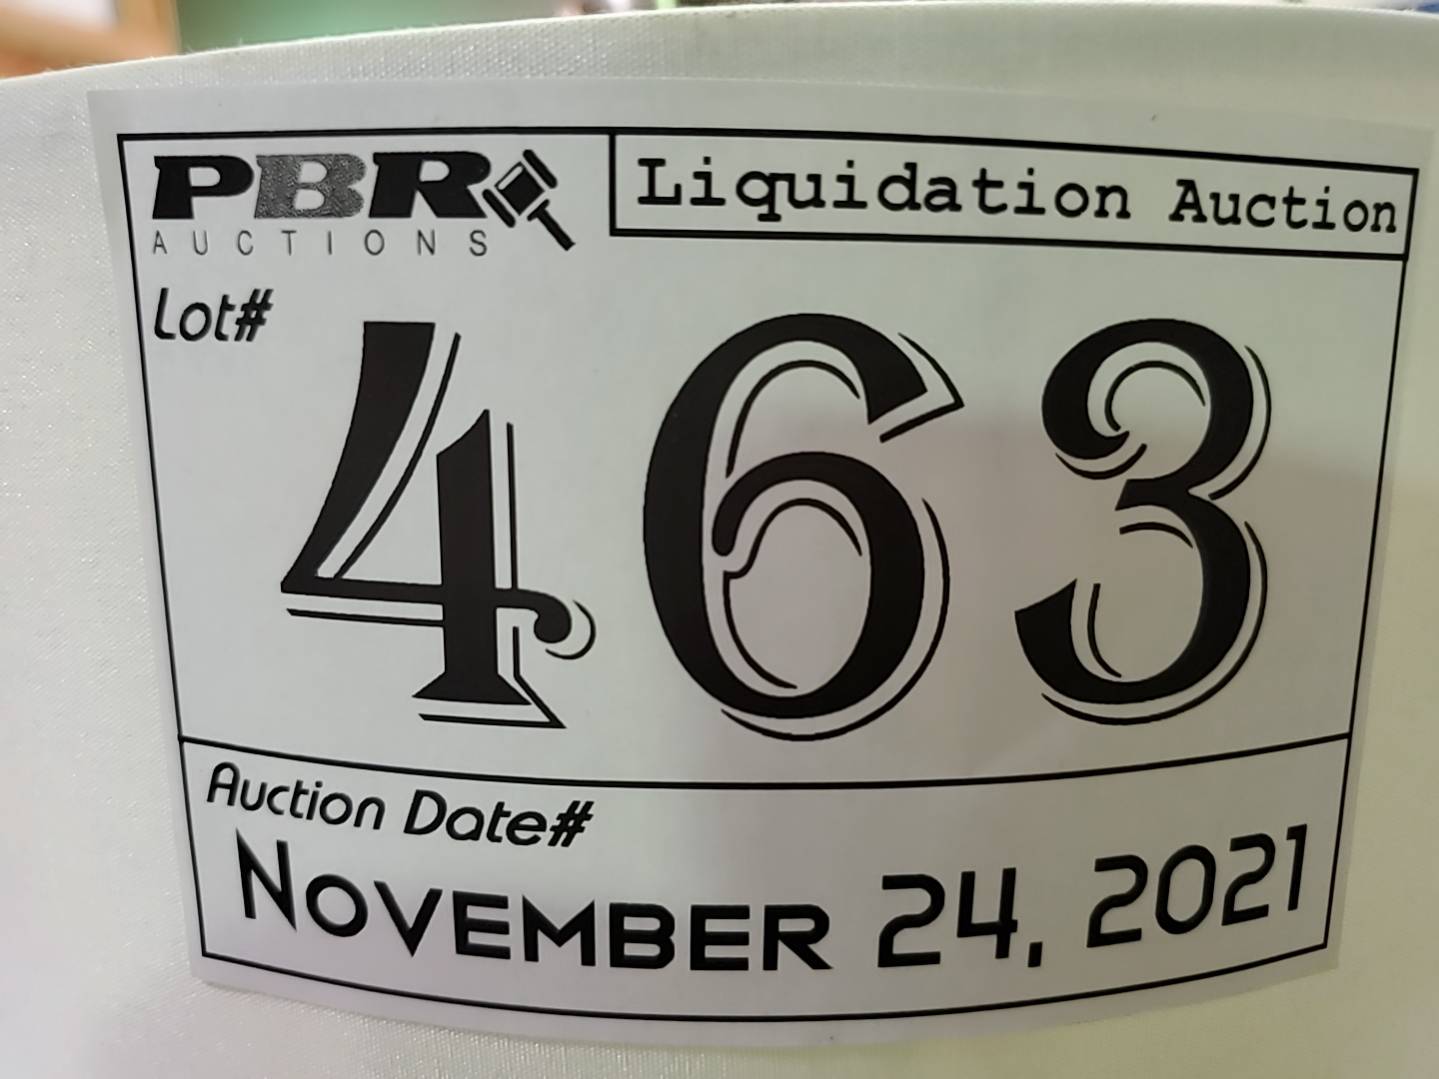 PBR
AUCTIONS
Liquidation Auction
Lot#
463
Auction Date#
November 24, 2021